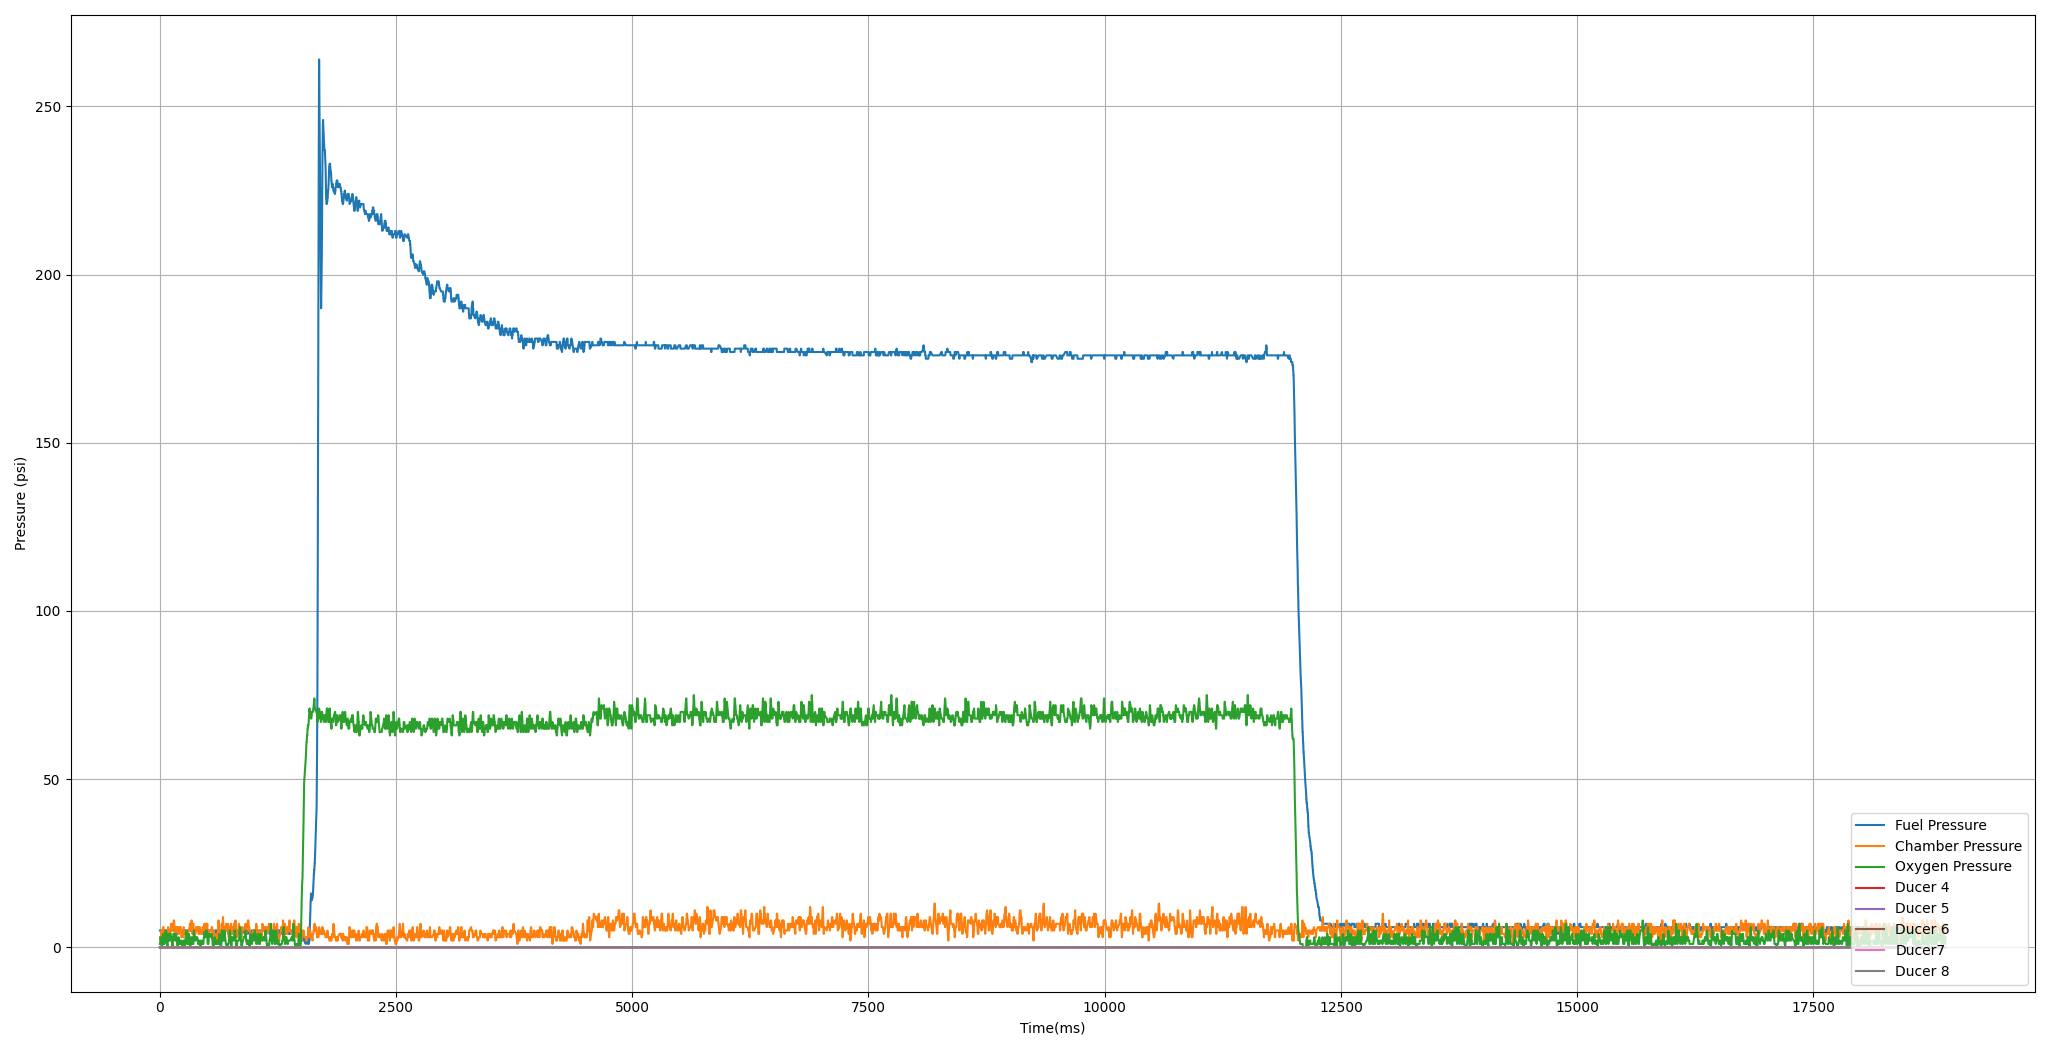 250
200
150
100
50
0
Pressure (psi)
0 2500 5000 7500 10000 12500 15000 17500
Time(ms)
Fuel Pressure
Chamber Pressure
Oxygen Pressure
Ducer 4
Ducer 5
Ducer 6
Ducer7
Ducer 8